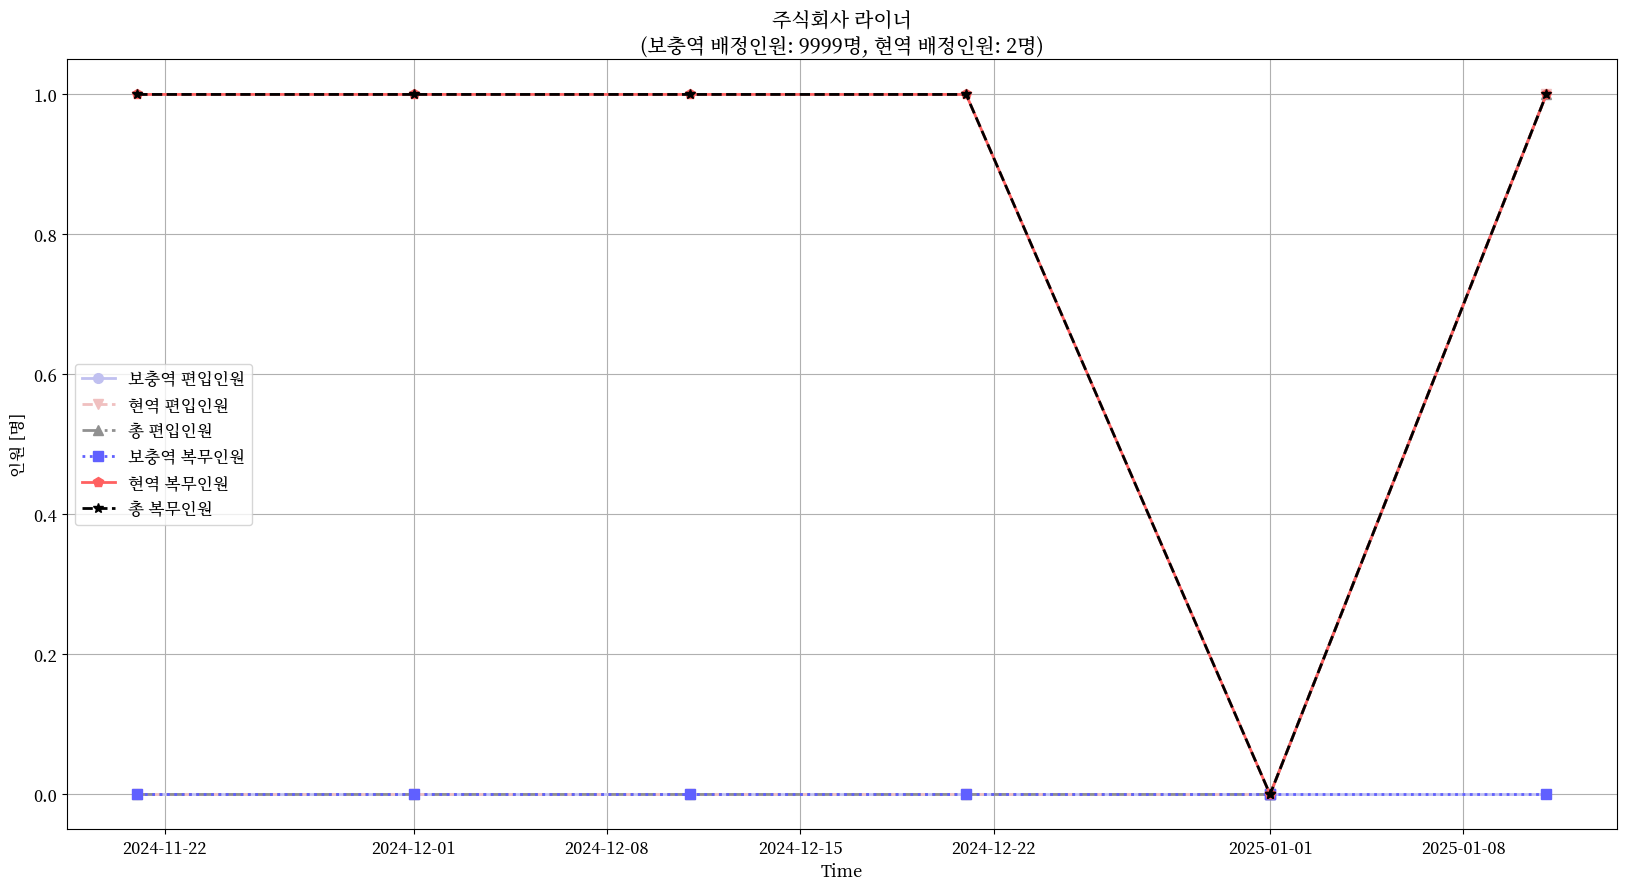 주식회사 라이너
(보충역 배정인원: 9999명, 현역 배정인원: 2명)
1.0
0.8
0.6
0.4
0.2
0.0
인원 [명]
보충역 편입인원
현역 편입인원
총 편입인원
보충역 복무인원
현역 복무인원
총 복무인원
2024-11-22
2024-12-01
2024-12-08
2024-12-15
2024-12-22
2025-01-01
2025-01-08
Time